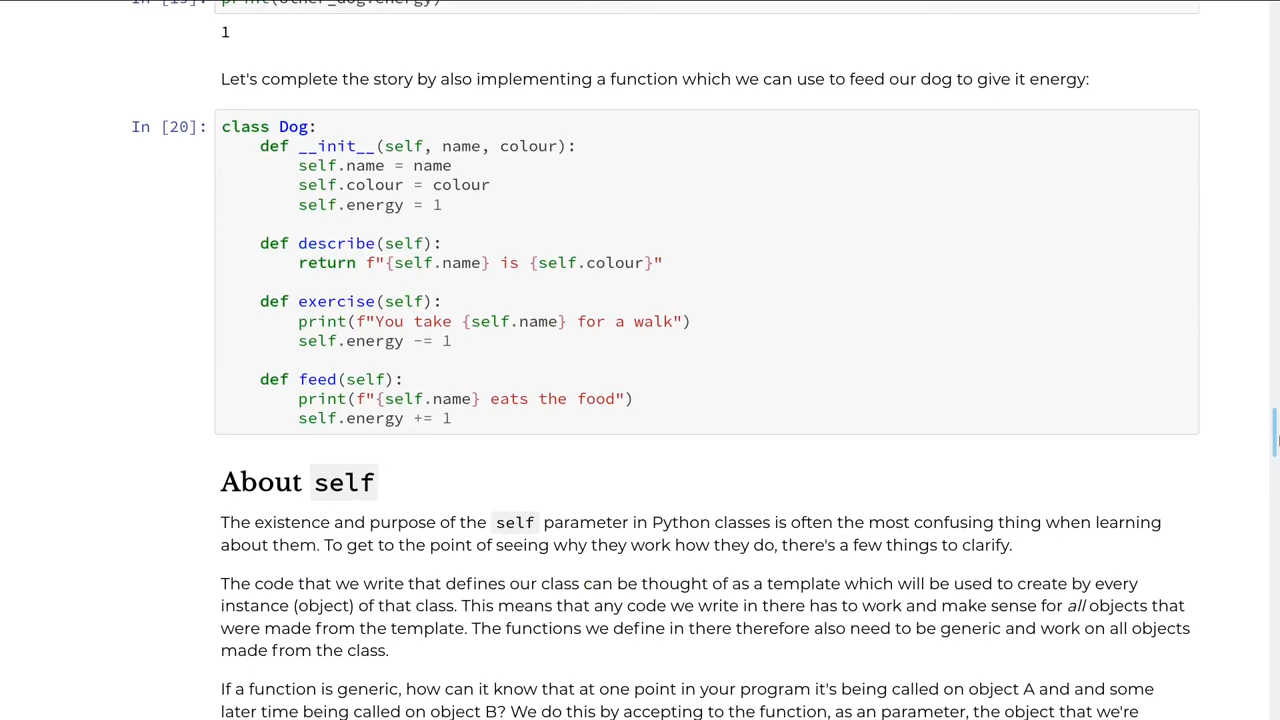 In [19]: print(other_dog.energy)
1
Let's complete the story by also implementing a function which we can use to feed our dog to give it energy:
In [20]: class Dog:
    def __init__(self, name, colour):
        self.name = name
        self.colour = colour
        self.energy = 1
    def describe(self):
        return f"{self.name} is {self.colour}"
    def exercise(self):
        print(f"You take {self.name} for a walk")
        self.energy -= 1
    def feed(self):
        print(f"{self.name} eats the food")
        self.energy += 1
About self
The existence and purpose of the self parameter in Python classes is often the most confusing thing when learning
about them. To get to the point of seeing why they work how they do, there's a few things to clarify.
The code that we write that defines our class can be thought of as a template which will be used to create by every
instance (object) of that class. This means that any code we write in there has to work and make sense for all objects that
were made from the template. The functions we define in there therefore also need to be generic and work on all objects
made from the class.
If a function is generic, how can it know that at one point in your program it's being called on object A and and some
later time being called on object B? We do this by accepting to the function, as an parameter, the object that we're